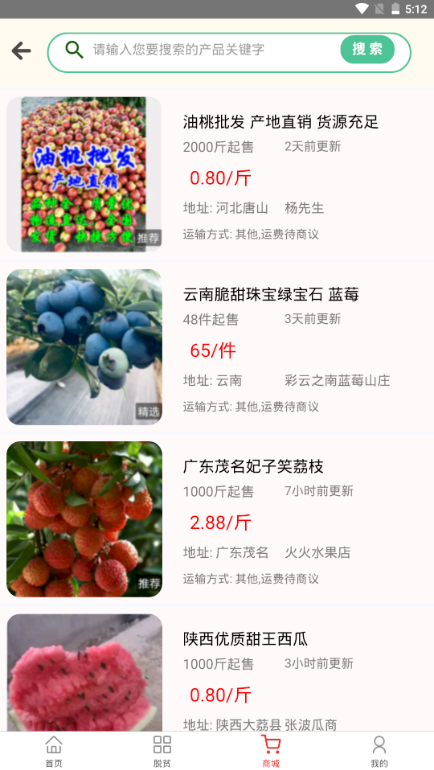 5:12
请输入您要搜索的产品关键字
搜索
油桃批发
产地直销
推荐
油桃批发 产地直销 货源充足
2000斤起售 2天前更新
0.80/斤
地址: 河北唐山 杨先生
运输方式: 其他,运费待商议
精选
云南脆甜珠宝绿宝石 蓝莓
48件起售 3天前更新
65/件
地址: 云南 彩云之南蓝莓山庄
运输方式: 其他,运费待商议
推荐
广东茂名妃子笑荔枝
1000斤起售 7小时前更新
2.88/斤
地址: 广东茂名 火火水果店
运输方式: 其他,运费待商议
陕西优质甜王西瓜
1000斤起售 3小时前更新
0.80/斤
地址: 陕西大荔县 张波瓜商
首页 脱贫 商城 我的